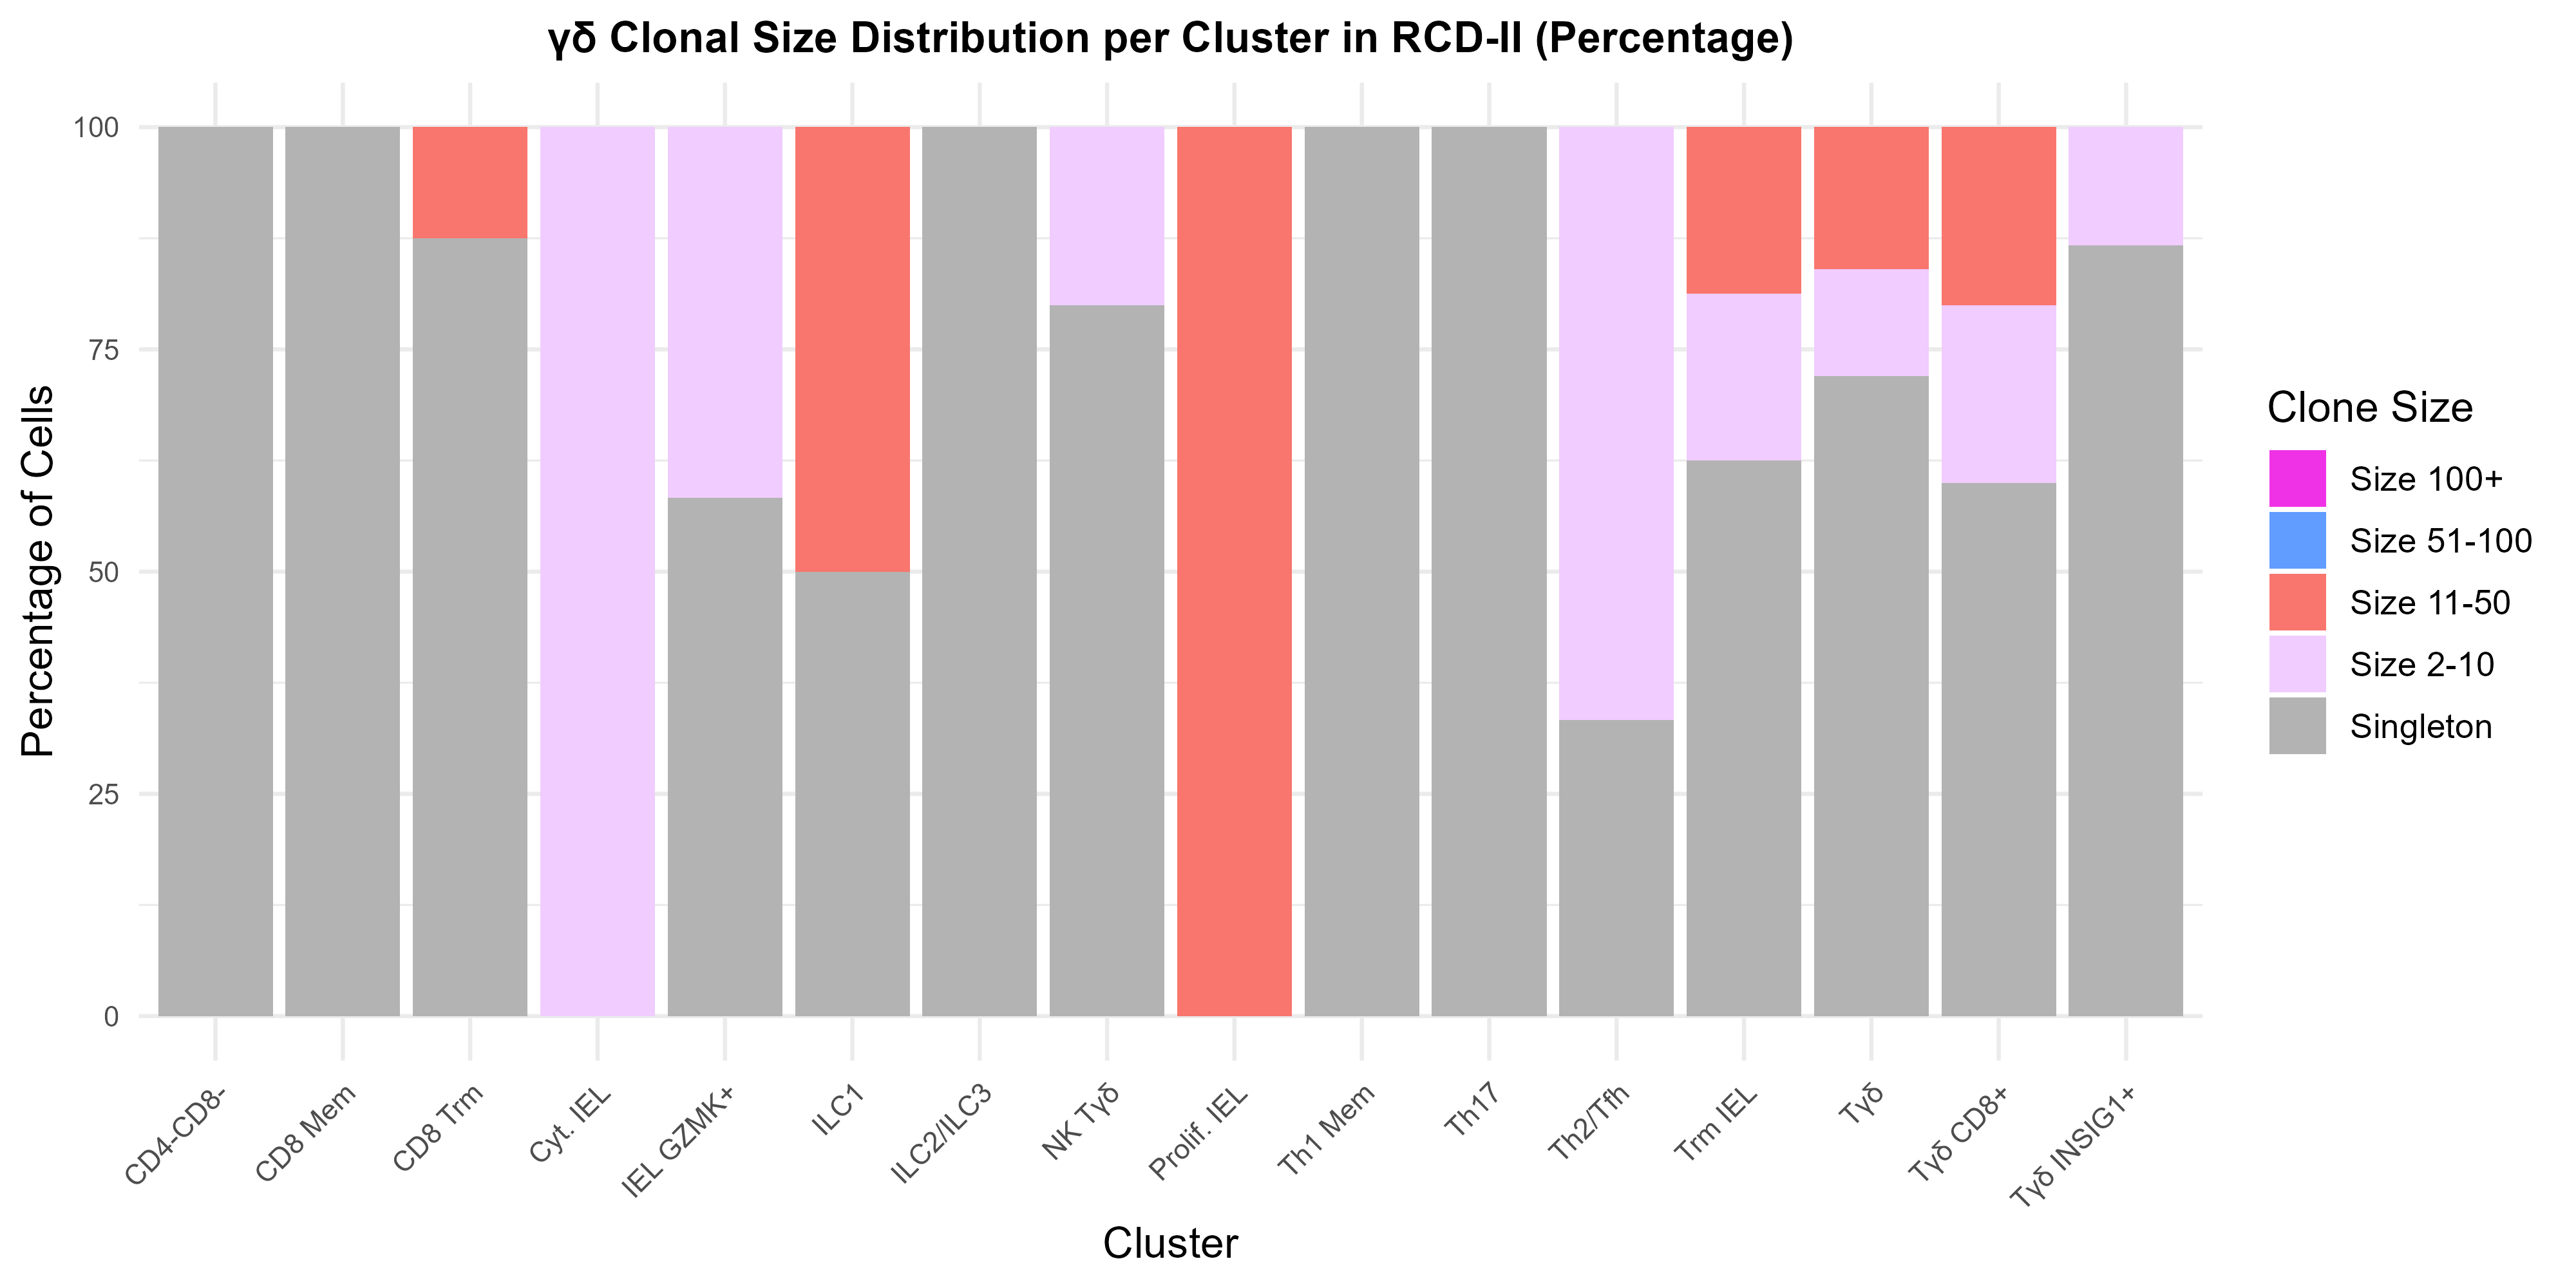 γδ Clonal Size Distribution per Cluster in RCD-II (Percentage)
Percentage of Cells
100
75
50
25
0
CD4-CD8-
CD8 Mem
CD8 Trm
Cyt. IEL
IEL GZMK+
ILC1
ILC2/ILC3
NK Tγδ
Prolif. IEL
Th1 Mem
Th17
Th2/Tfh
Trm IEL
Tγδ
Tγδ CD8+
Tγδ INSIG1+
Cluster
Clone Size
Size 100+
Size 51-100
Size 11-50
Size 2-10
Singleton